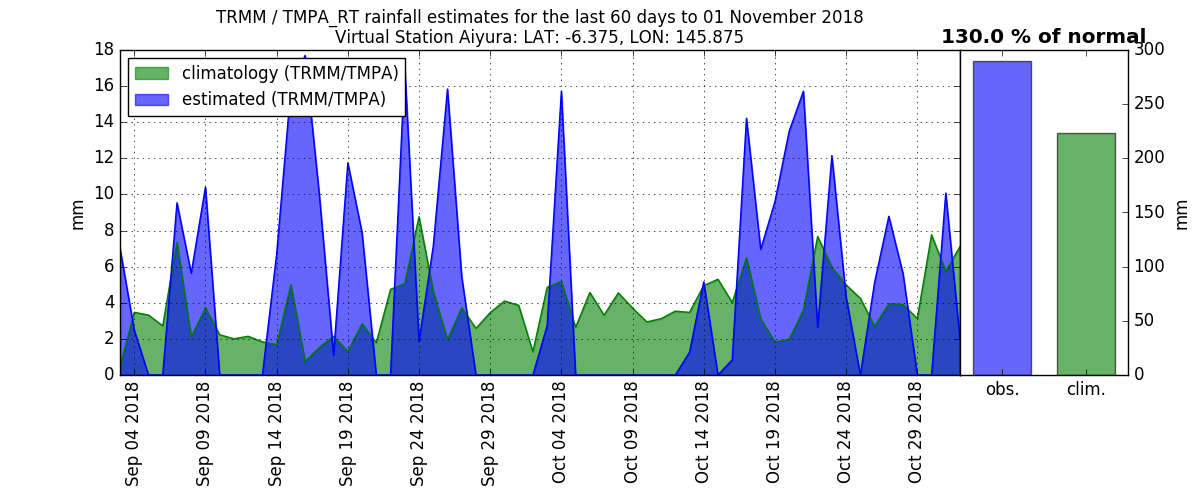 TRMM / TMPA_RT rainfall estimates for the last 60 days to 01 November 2018
Virtual Station Aiyura: LAT: -6.375, LON: 145.875
130.0 % of normal
climatology (TRMM/TMPA)
estimated (TRMM/TMPA)
18
16
14
12
10
8
6
4
2
0
mm
Sep 04 2018
Sep 09 2018
Sep 14 2018
Sep 19 2018
Sep 24 2018
Sep 29 2018
Oct 04 2018
Oct 09 2018
Oct 14 2018
Oct 19 2018
Oct 24 2018
Oct 29 2018
300
250
200
150
100
50
0
mm
obs.
clim.